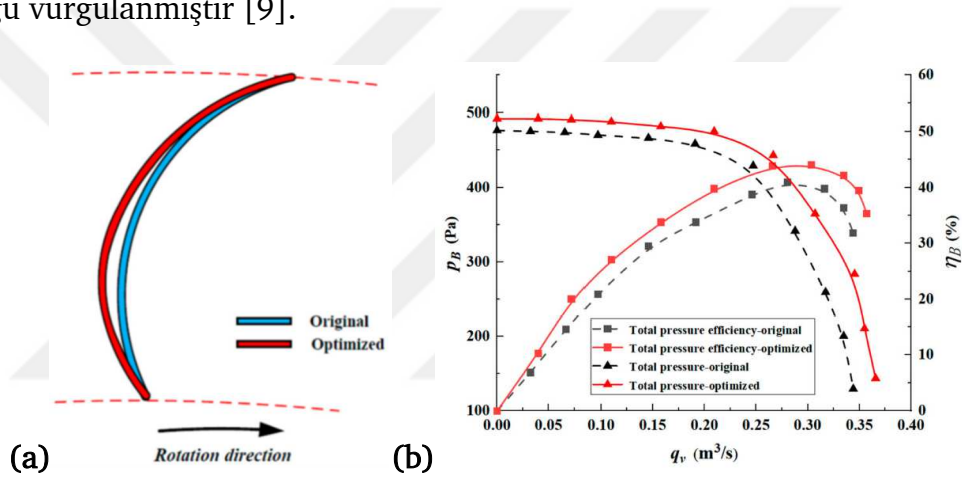 ğu vurgulanmıştır [9].
Original
Optimized
Rotation direction
(a)
500
400
300
200
100
p_B (Pa)
60
50
40
30
20
10
0
η_B (%)
Total pressure efficiency-original
Total pressure efficiency-optimized
Total pressure-original
Total pressure-optimized
0.00 0.05 0.10 0.15 0.20 0.25 0.30 0.35 0.40
q_v (m³/s)
(b)